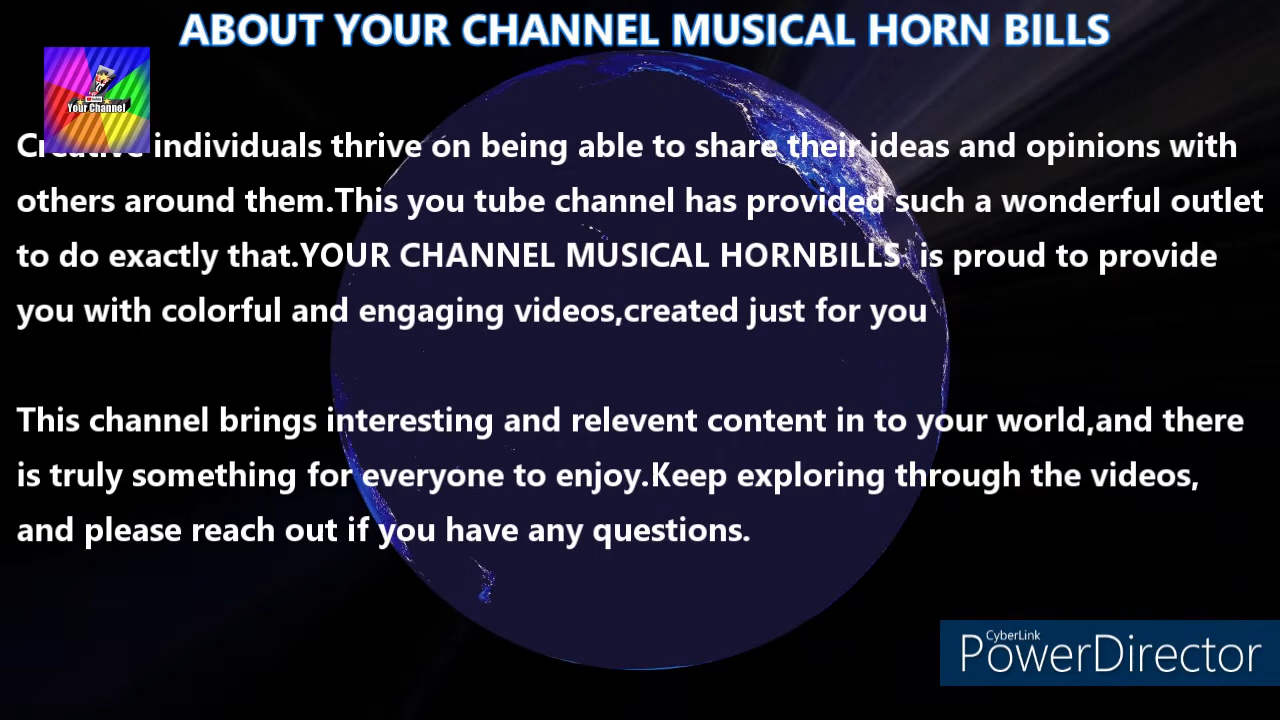 ABOUT YOUR CHANNEL MUSICAL HORN BILLS
Your Channel
Creative individuals thrive on being able to share their ideas and opinions with
others around them.This you tube channel has provided such a wonderful outlet
to do exactly that.YOUR CHANNEL MUSICAL HORNBILLS is proud to provide
you with colorful and engaging videos,created just for you
This channel brings interesting and relevent content in to your world,and there
is truly something for everyone to enjoy.Keep exploring through the videos,
and please reach out if you have any questions.
CyberLink
PowerDirector